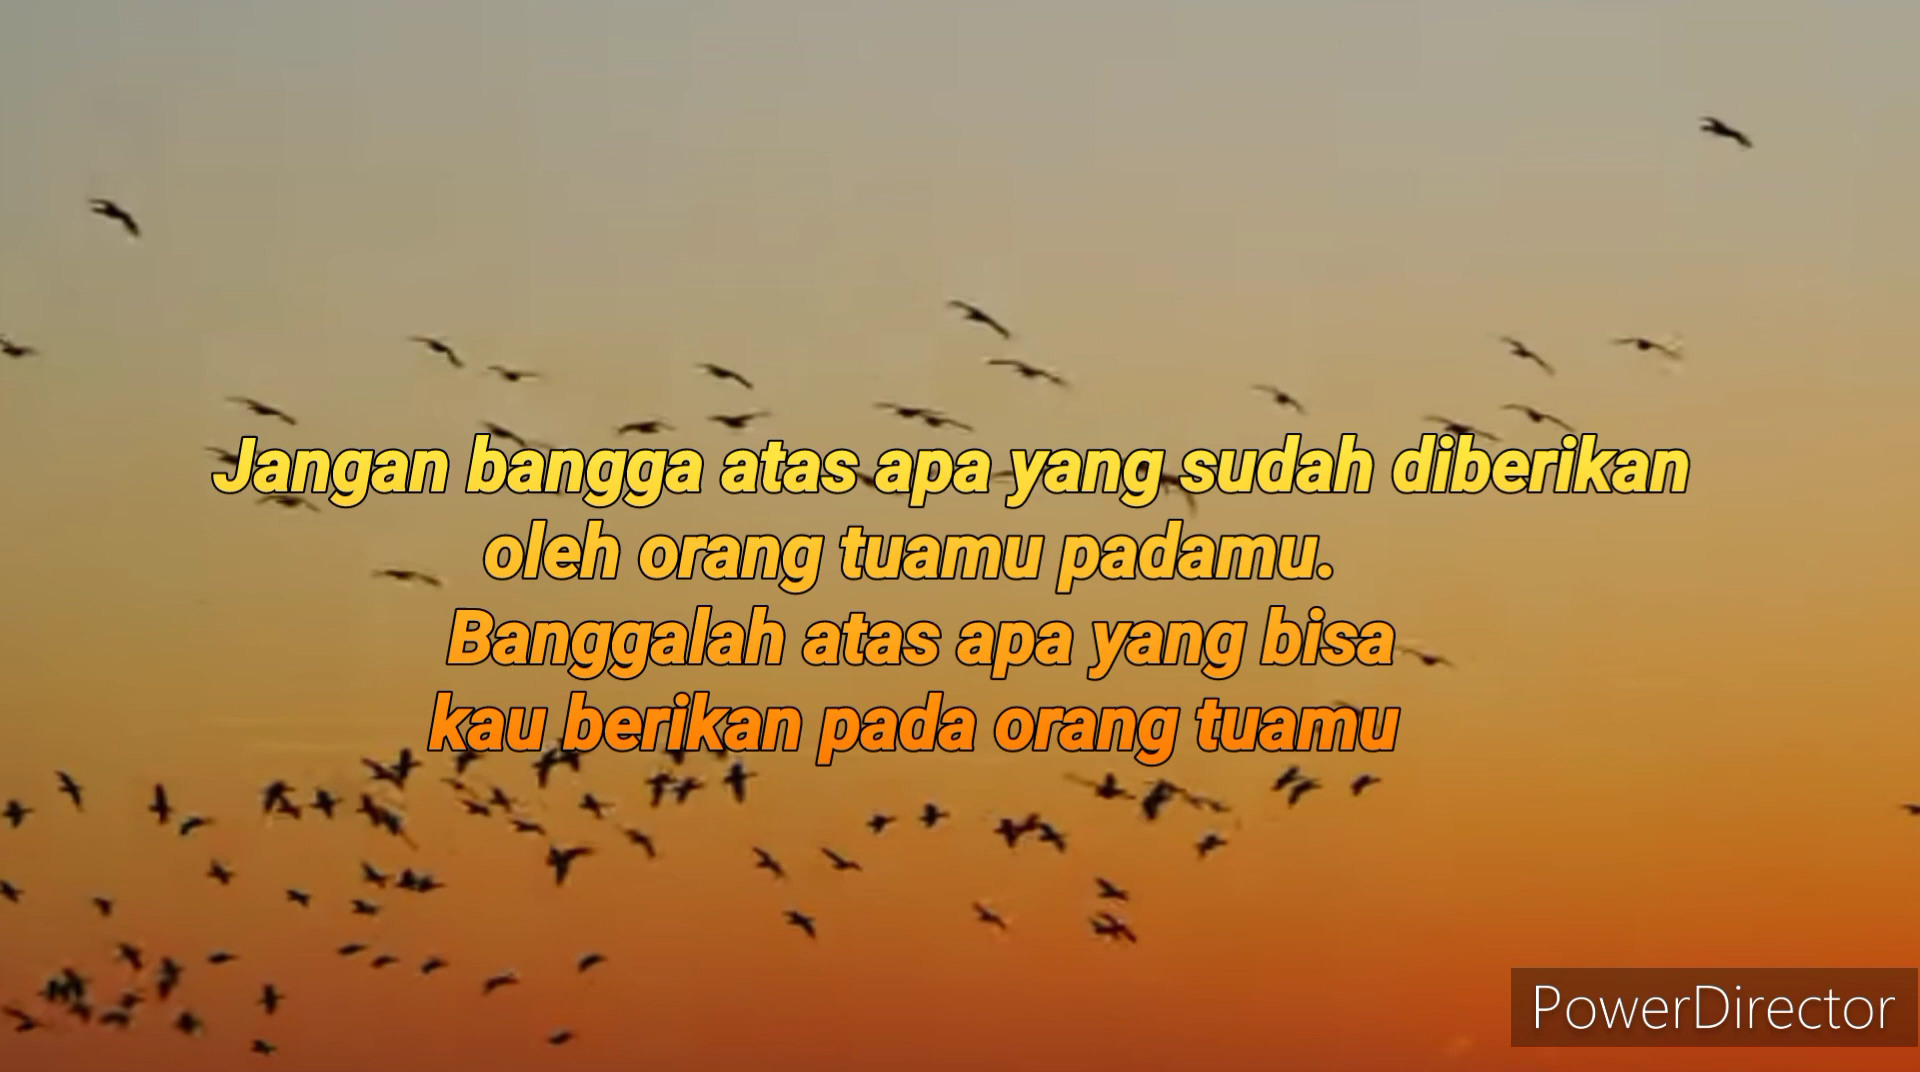 Jangan bangga atas apa yang sudah diberikan
oleh orang tuamu padamu.
Banggalah atas apa yang bisa
kau berikan pada orang tuamu
PowerDirector